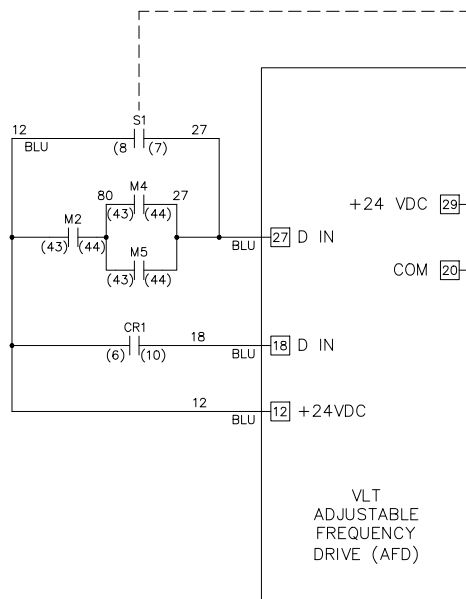 S1
12 27
BLU
(8 (7)
M4
80 27
(43) (44)
+24 VDC 29
M2
(43) (44)
BLU
27 D IN
M5
(43) (44)
COM 20
CR1
18
(6) (10)
BLU
18 D IN
12
BLU
12 +24VDC
VLT
ADJUSTABLE
FREQUENCY
DRIVE (AFD)